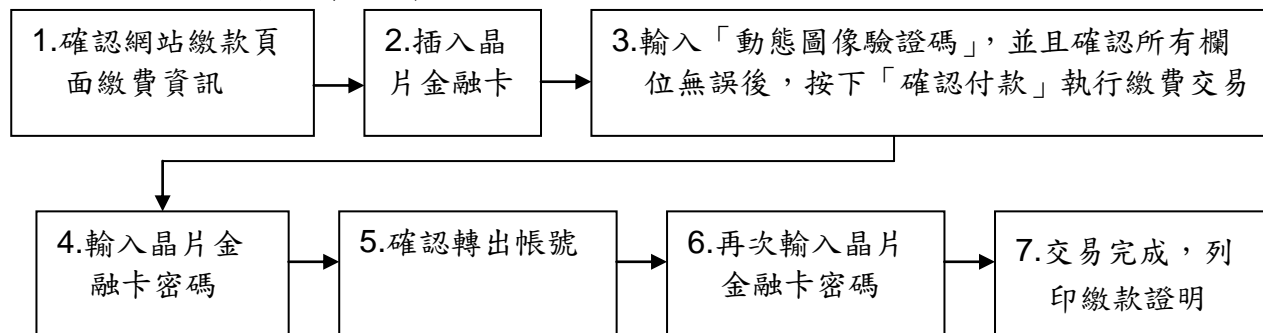 1.確認網站繳款頁
面繳費資訊
2.插入晶
片金融卡
3.輸入「動態圖像驗證碼」，並且確認所有欄
位無誤後，按下「確認付款」執行繳費交易
4.輸入晶片金
融卡密碼
5.確認轉出帳號
6.再次輸入晶片
金融卡密碼
7.交易完成，列
印繳款證明